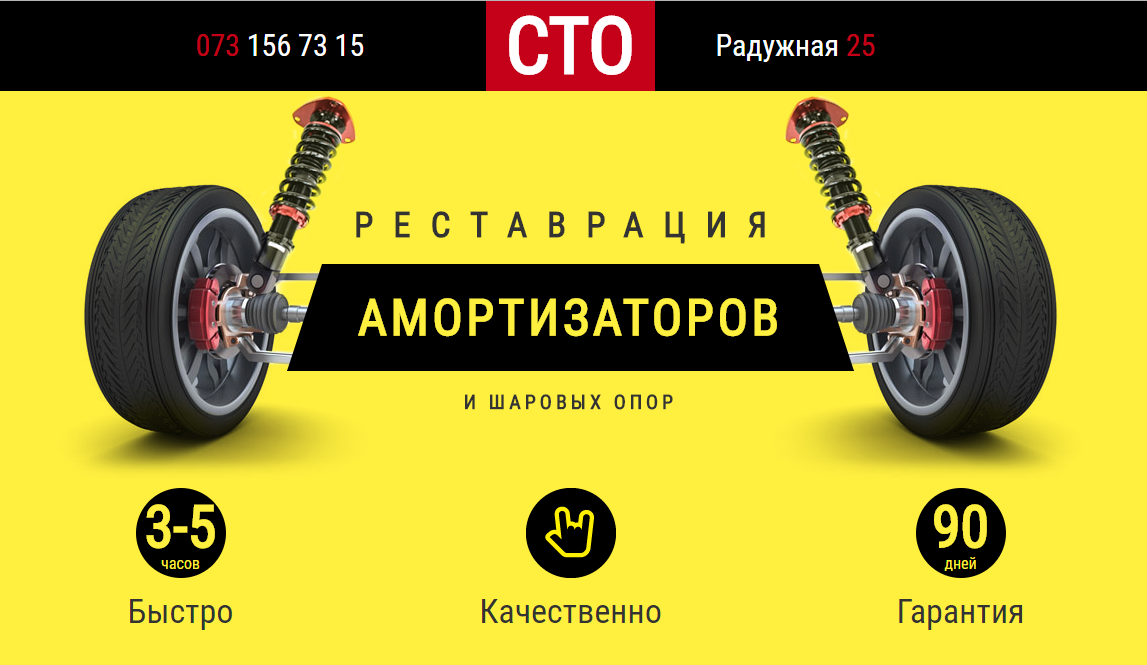 073 156 73 15
СТО
Радужная 25
РЕСТАВРАЦИЯ
АМОРТИЗАТОРОВ
И ШАРОВЫХ ОПОР
3-5
часов
Быстро
Качественно
90
дней
Гарантия